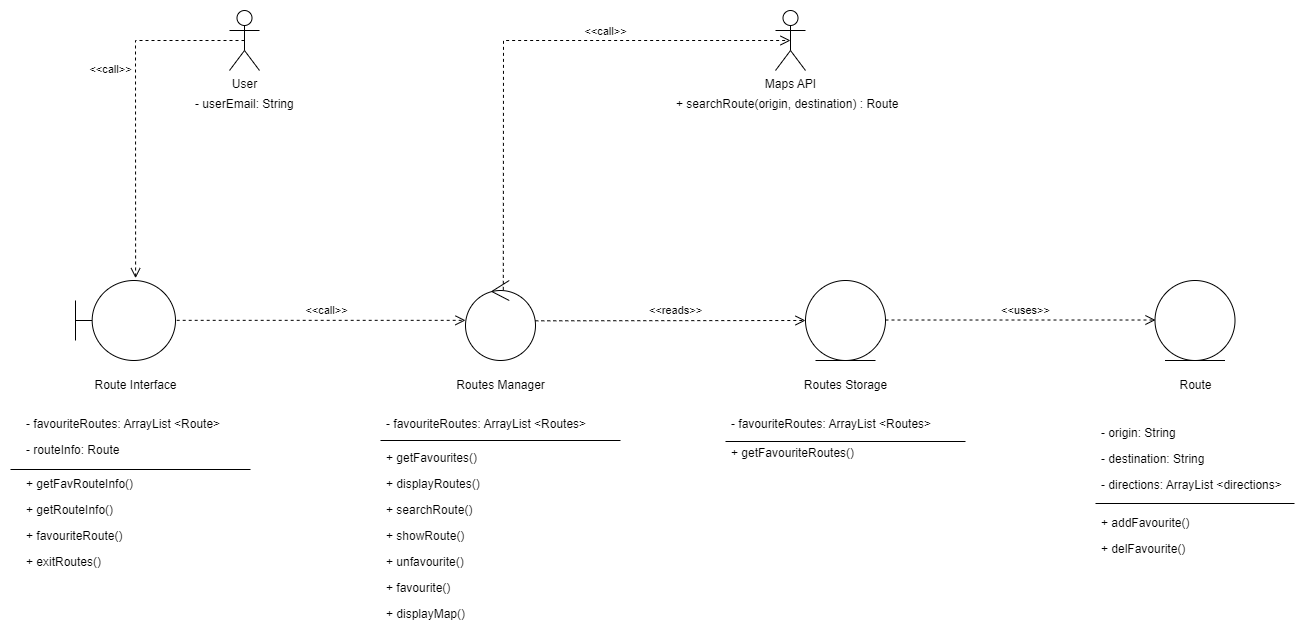 <<call>>
<<call>>
User
Maps API
- userEmail: String
+ searchRoute(origin, destination) : Route
<<call>>
<<reads>>
<<uses>>
Route Interface
Routes Manager
Routes Storage
Route
- favouriteRoutes: ArrayList <Route>
- routeInfo: Route
+ getFavRouteInfo()
+ getRouteInfo()
+ favouriteRoute()
+ exitRoutes()
- favouriteRoutes: ArrayList <Routes>
+ getFavourites()
+ displayRoutes()
+ searchRoute()
+ showRoute()
+ unfavourite()
+ favourite()
+ displayMap()
- favouriteRoutes: ArrayList <Routes>
+ getFavouriteRoutes()
- origin: String
- destination: String
- directions: ArrayList <directions>
+ addFavourite()
+ delFavourite()